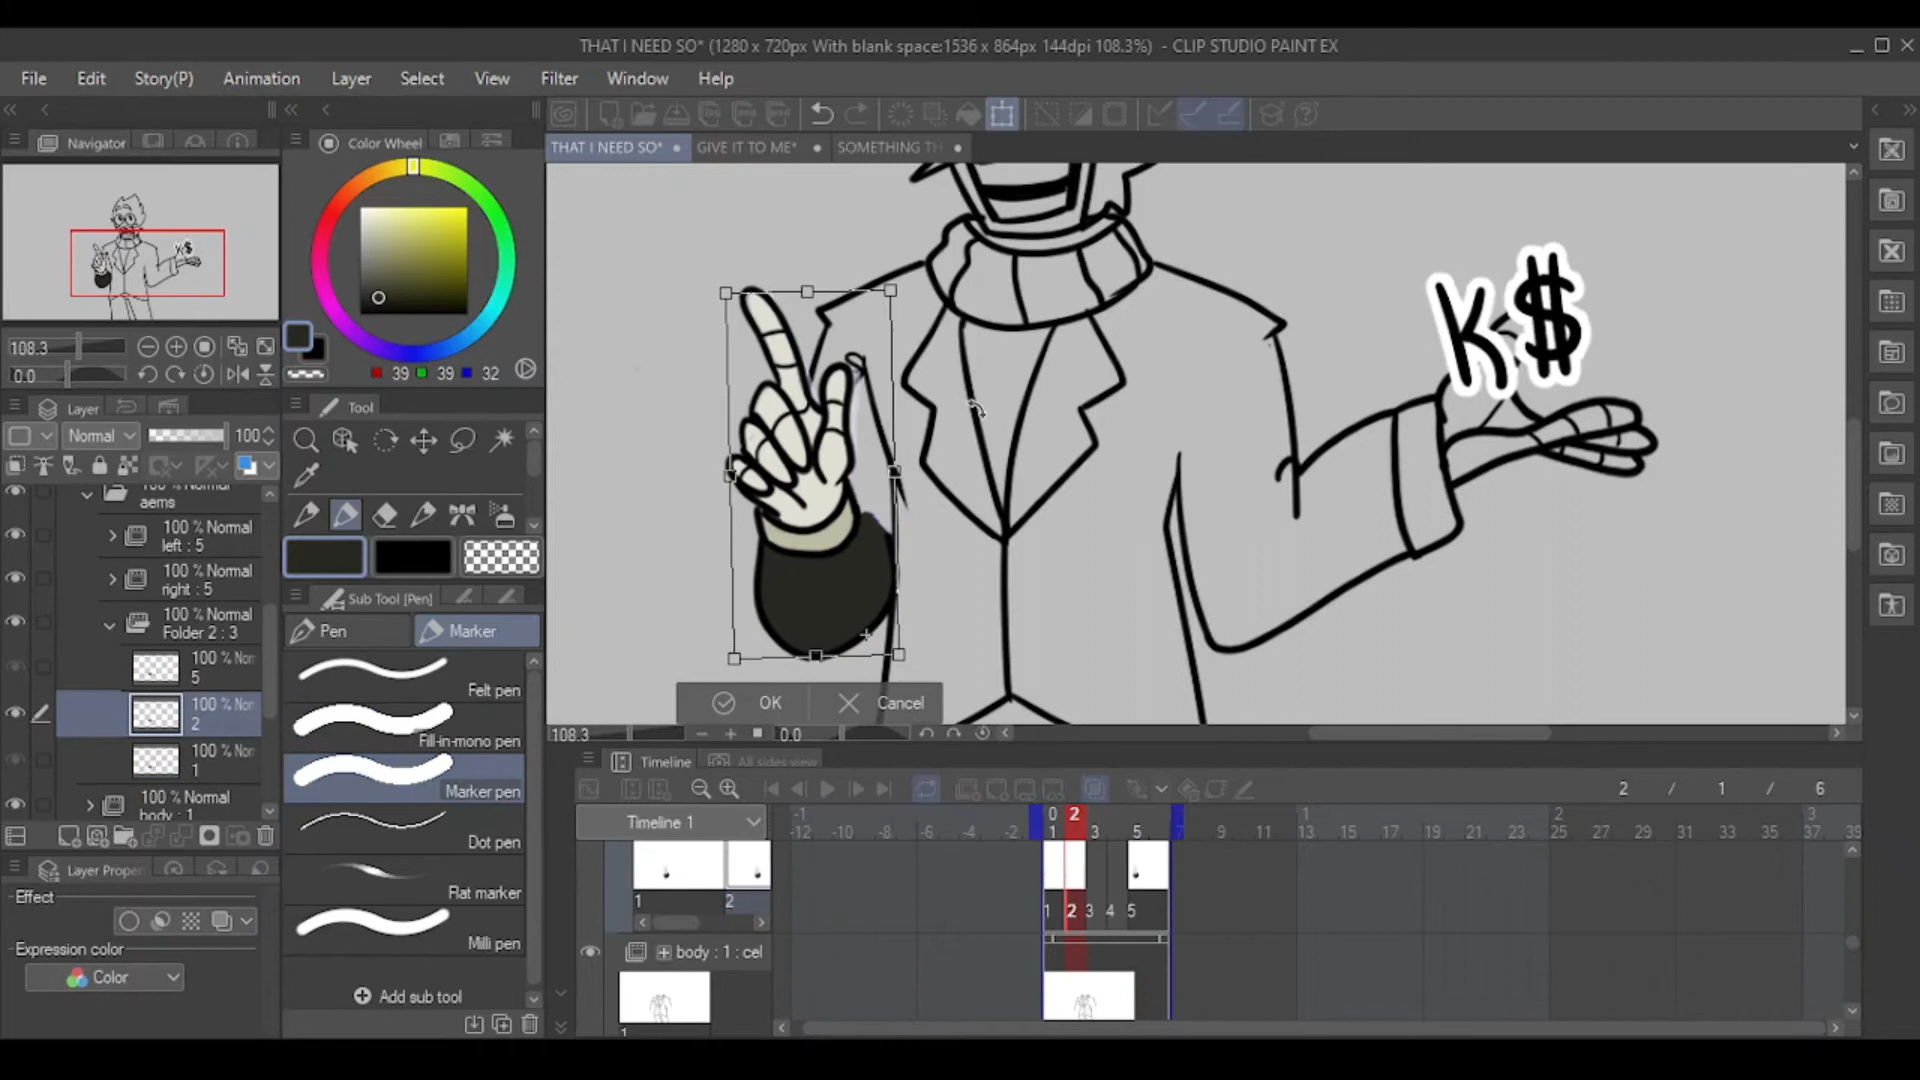 THAT I NEED SO* (1280 x 720px With blank space:1536 x 864px 144dpi 108.3%) - CLIP STUDIO PAINT EX
File Edit Story(P) Animation Layer Select View Filter Window Help
Navigator
Color Wheel
THAT I NEED SO* GIVE IT TO ME* SOMETHING TH
108.3
0.0
39 39 32
Layer
Tool
Normal 100
100 % Normal
aems
100 % Normal
left : 5
100 % Normal
right : 5
100 % Normal
Folder 2 : 3
100 % Nor
5
100 % Nor
2
100 % Nor
1
100 % Normal
body : 1
Sub Tool [Pen]
Pen Marker
Felt pen
Fill-in-mono pen
Marker pen
Dot pen
Flat marker
Milli pen
Add sub tool
Layer Proper
Effect
Expression color
Color
K$
OK Cancel
108.3 0.0
Timeline All sides view
2 / 1 / 6
Timeline 1
-1 0 2 1 2 3
-12 -10 -8 -6 -4 -2 1 3 5 7 9 11 13 15 17 19 21 23 25 27 29 31 33 35 37 39
1 2
1 2 3 4 5
body : 1 : cel
1